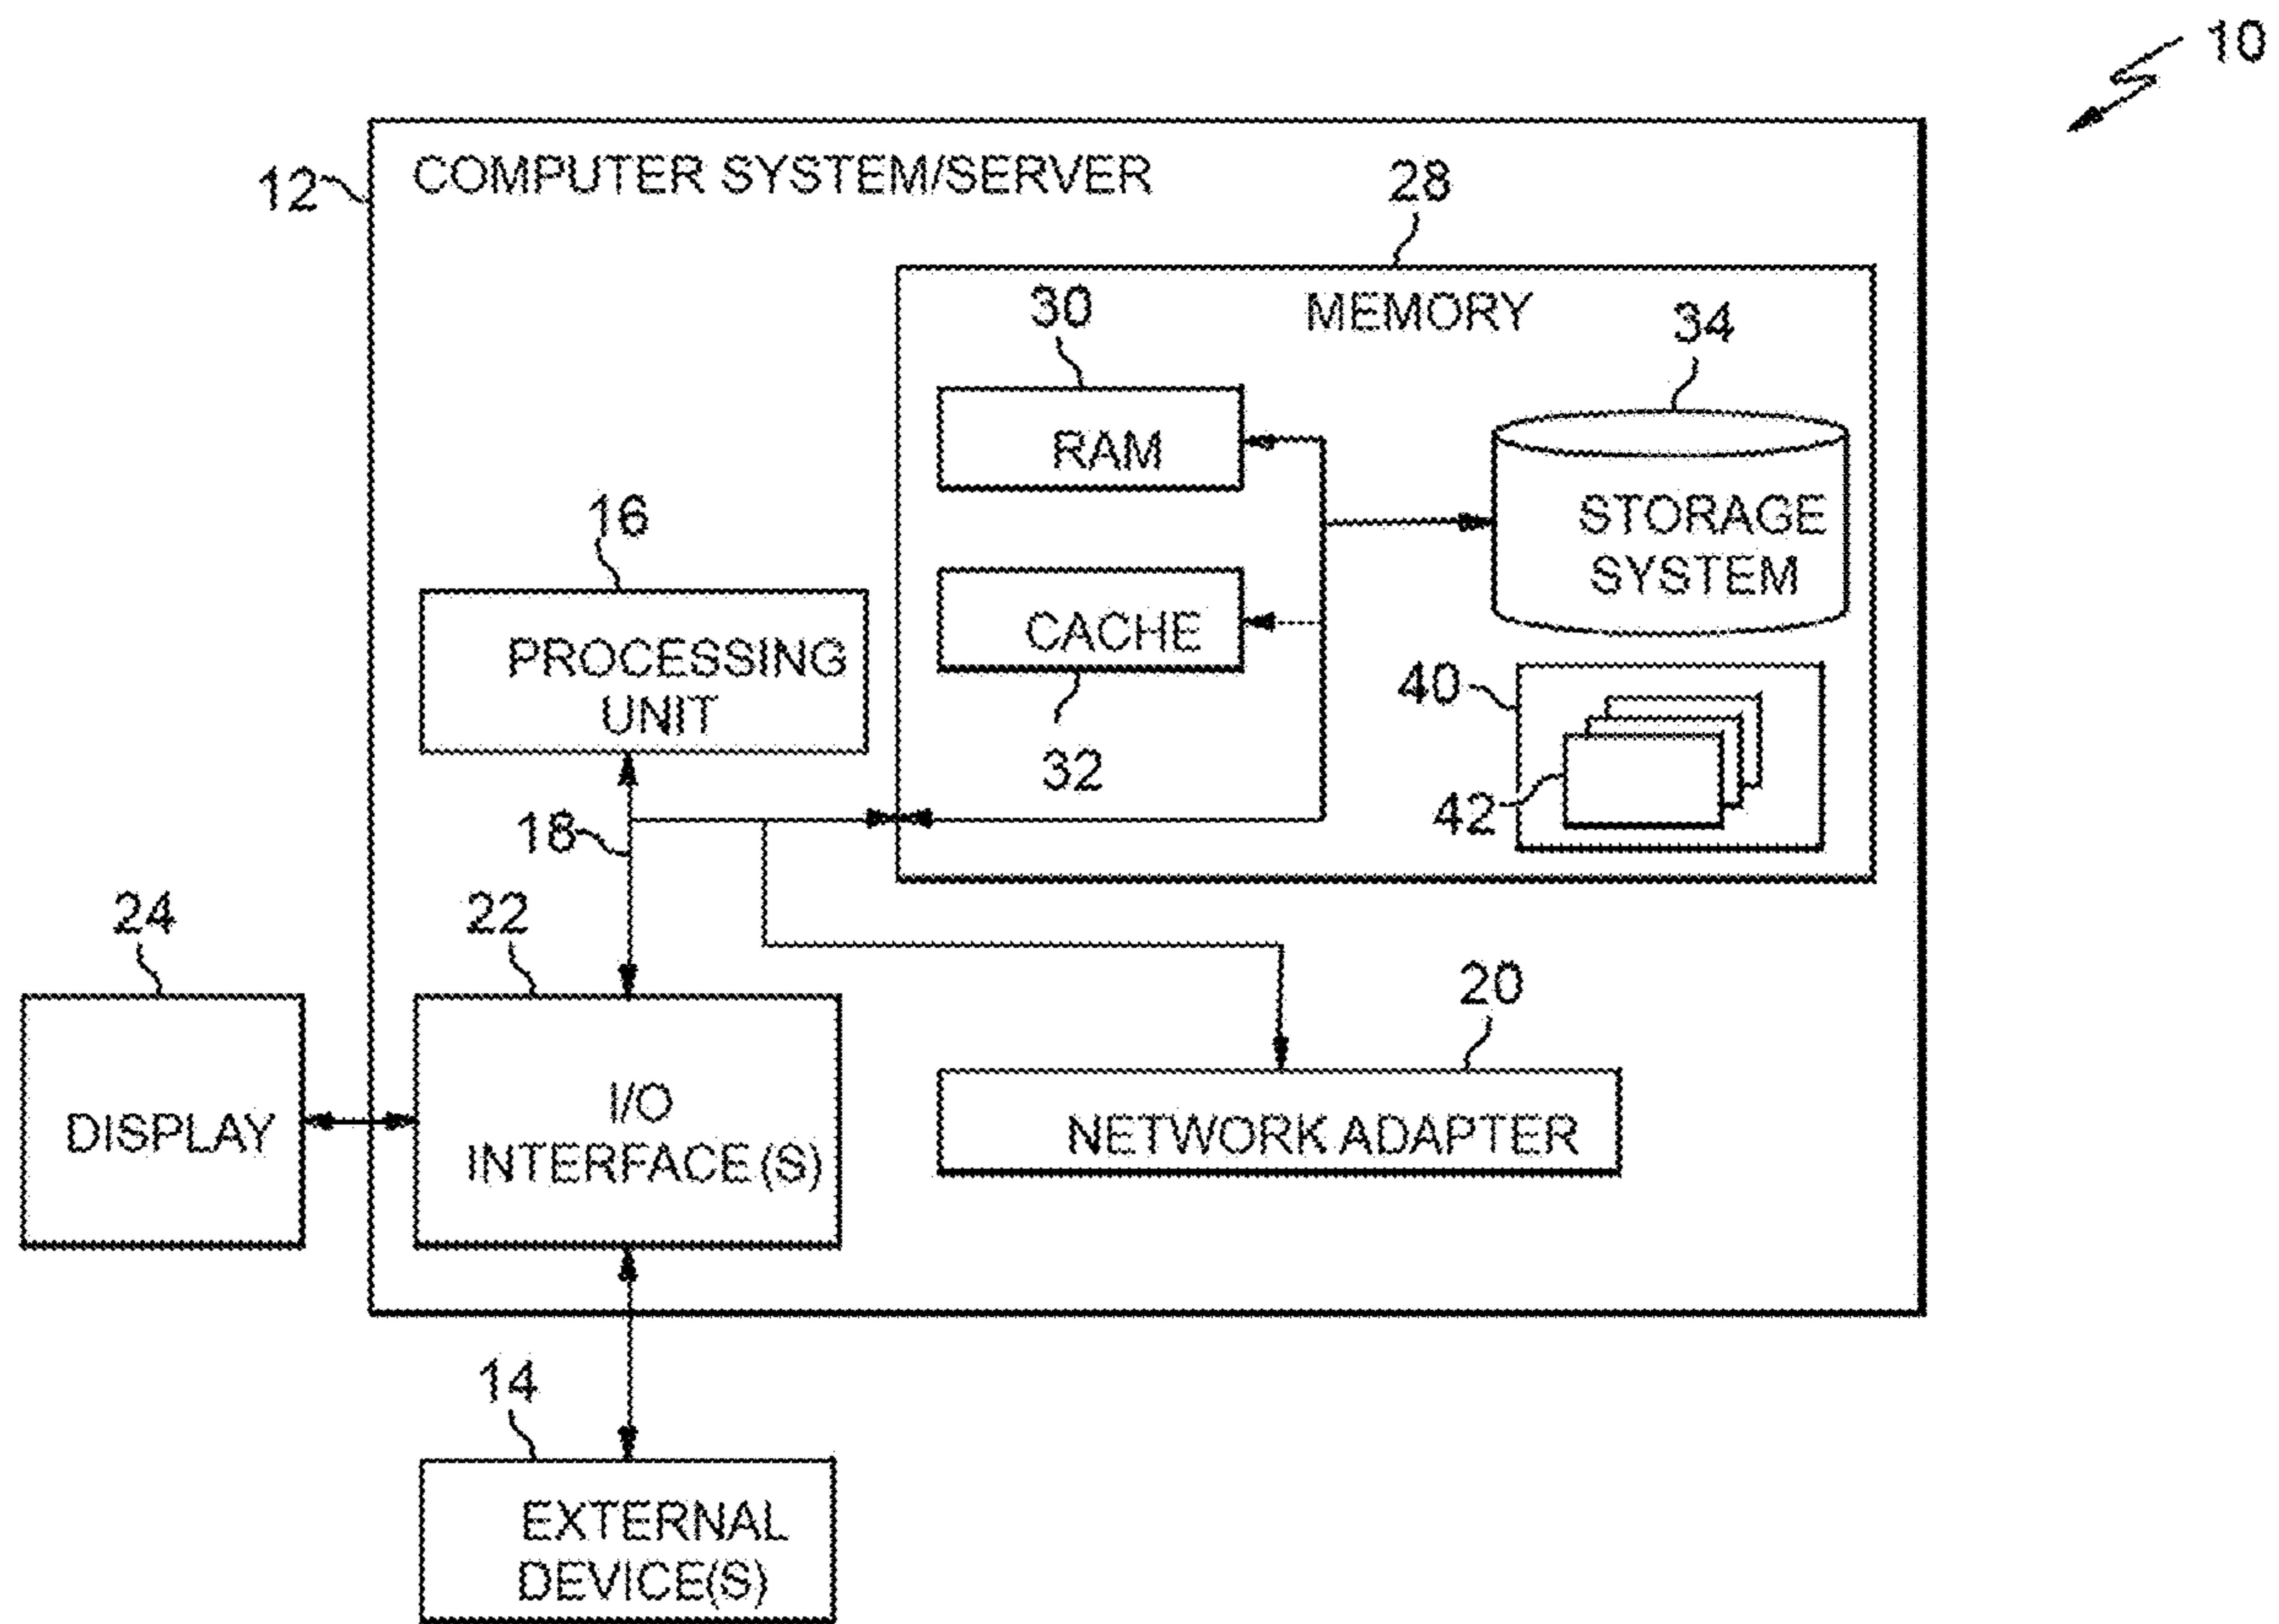 10
12
COMPUTER SYSTEM/SERVER
28
MEMORY
30
34
RAM
STORAGE
SYSTEM
16
PROCESSING
UNIT
CACHE
32
40
42
18
24
22
20
DISPLAY
I/O
INTERFACE(S)
NETWORK ADAPTER
14
EXTERNAL
DEVICE(S)